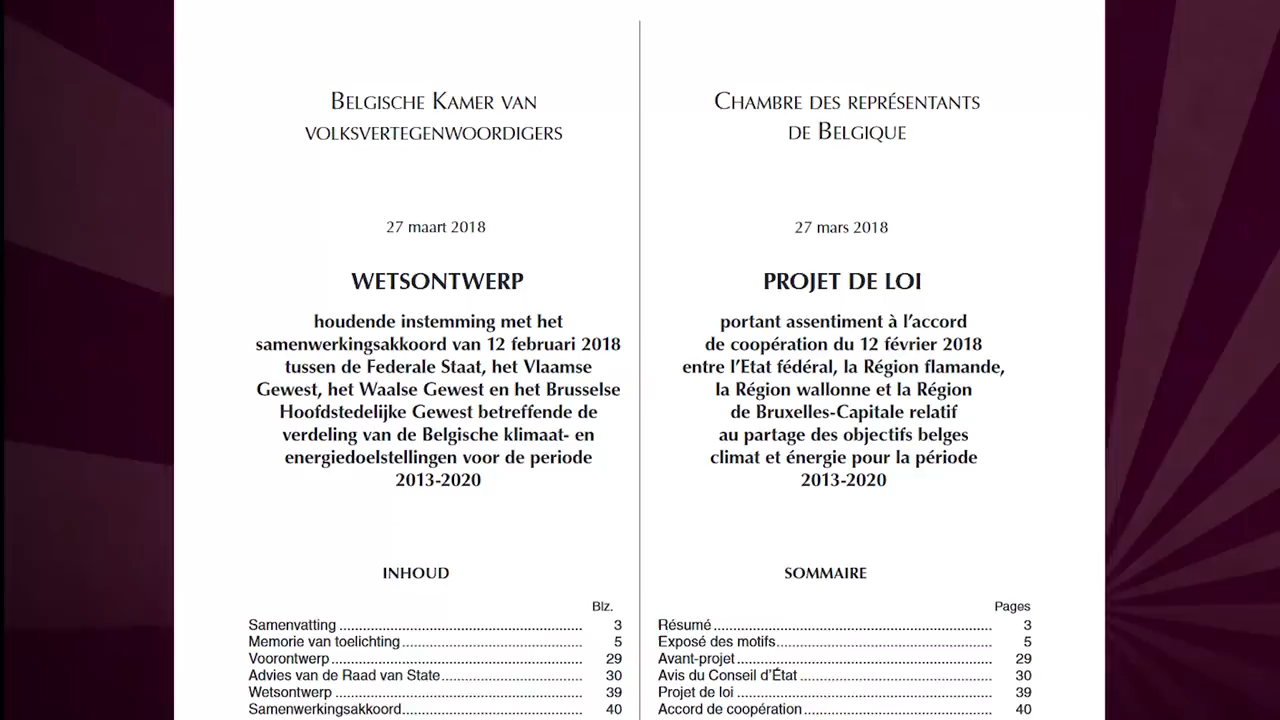 Belgische Kamer van
volksvertegenwoordigers
27 maart 2018
WETSONTWERP
houdende instemming met het
samenwerkingsakkoord van 12 februari 2018
tussen de Federale Staat, het Vlaamse
Gewest, het Waalse Gewest en het Brusselse
Hoofdstedelijke Gewest betreffende de
verdeling van de Belgische klimaat- en
energiedoelstellingen voor de periode
2013-2020
INHOUD
Blz.
Samenvatting 3
Memorie van toelichting 5
Voorontwerp 29
Advies van de Raad van State 30
Wetsontwerp 39
Samenwerkingsakkoord 40
Chambre des représentants
de Belgique
27 mars 2018
PROJET DE LOI
portant assentiment à l’accord
de coopération du 12 février 2018
entre l’Etat fédéral, la Région flamande,
la Région wallonne et la Région
de Bruxelles-Capitale relatif
au partage des objectifs belges
climat et énergie pour la période
2013-2020
SOMMAIRE
Pages
Résumé 3
Exposé des motifs 5
Avant-projet 29
Avis du Conseil d’État 30
Projet de loi 39
Accord de coopération 40